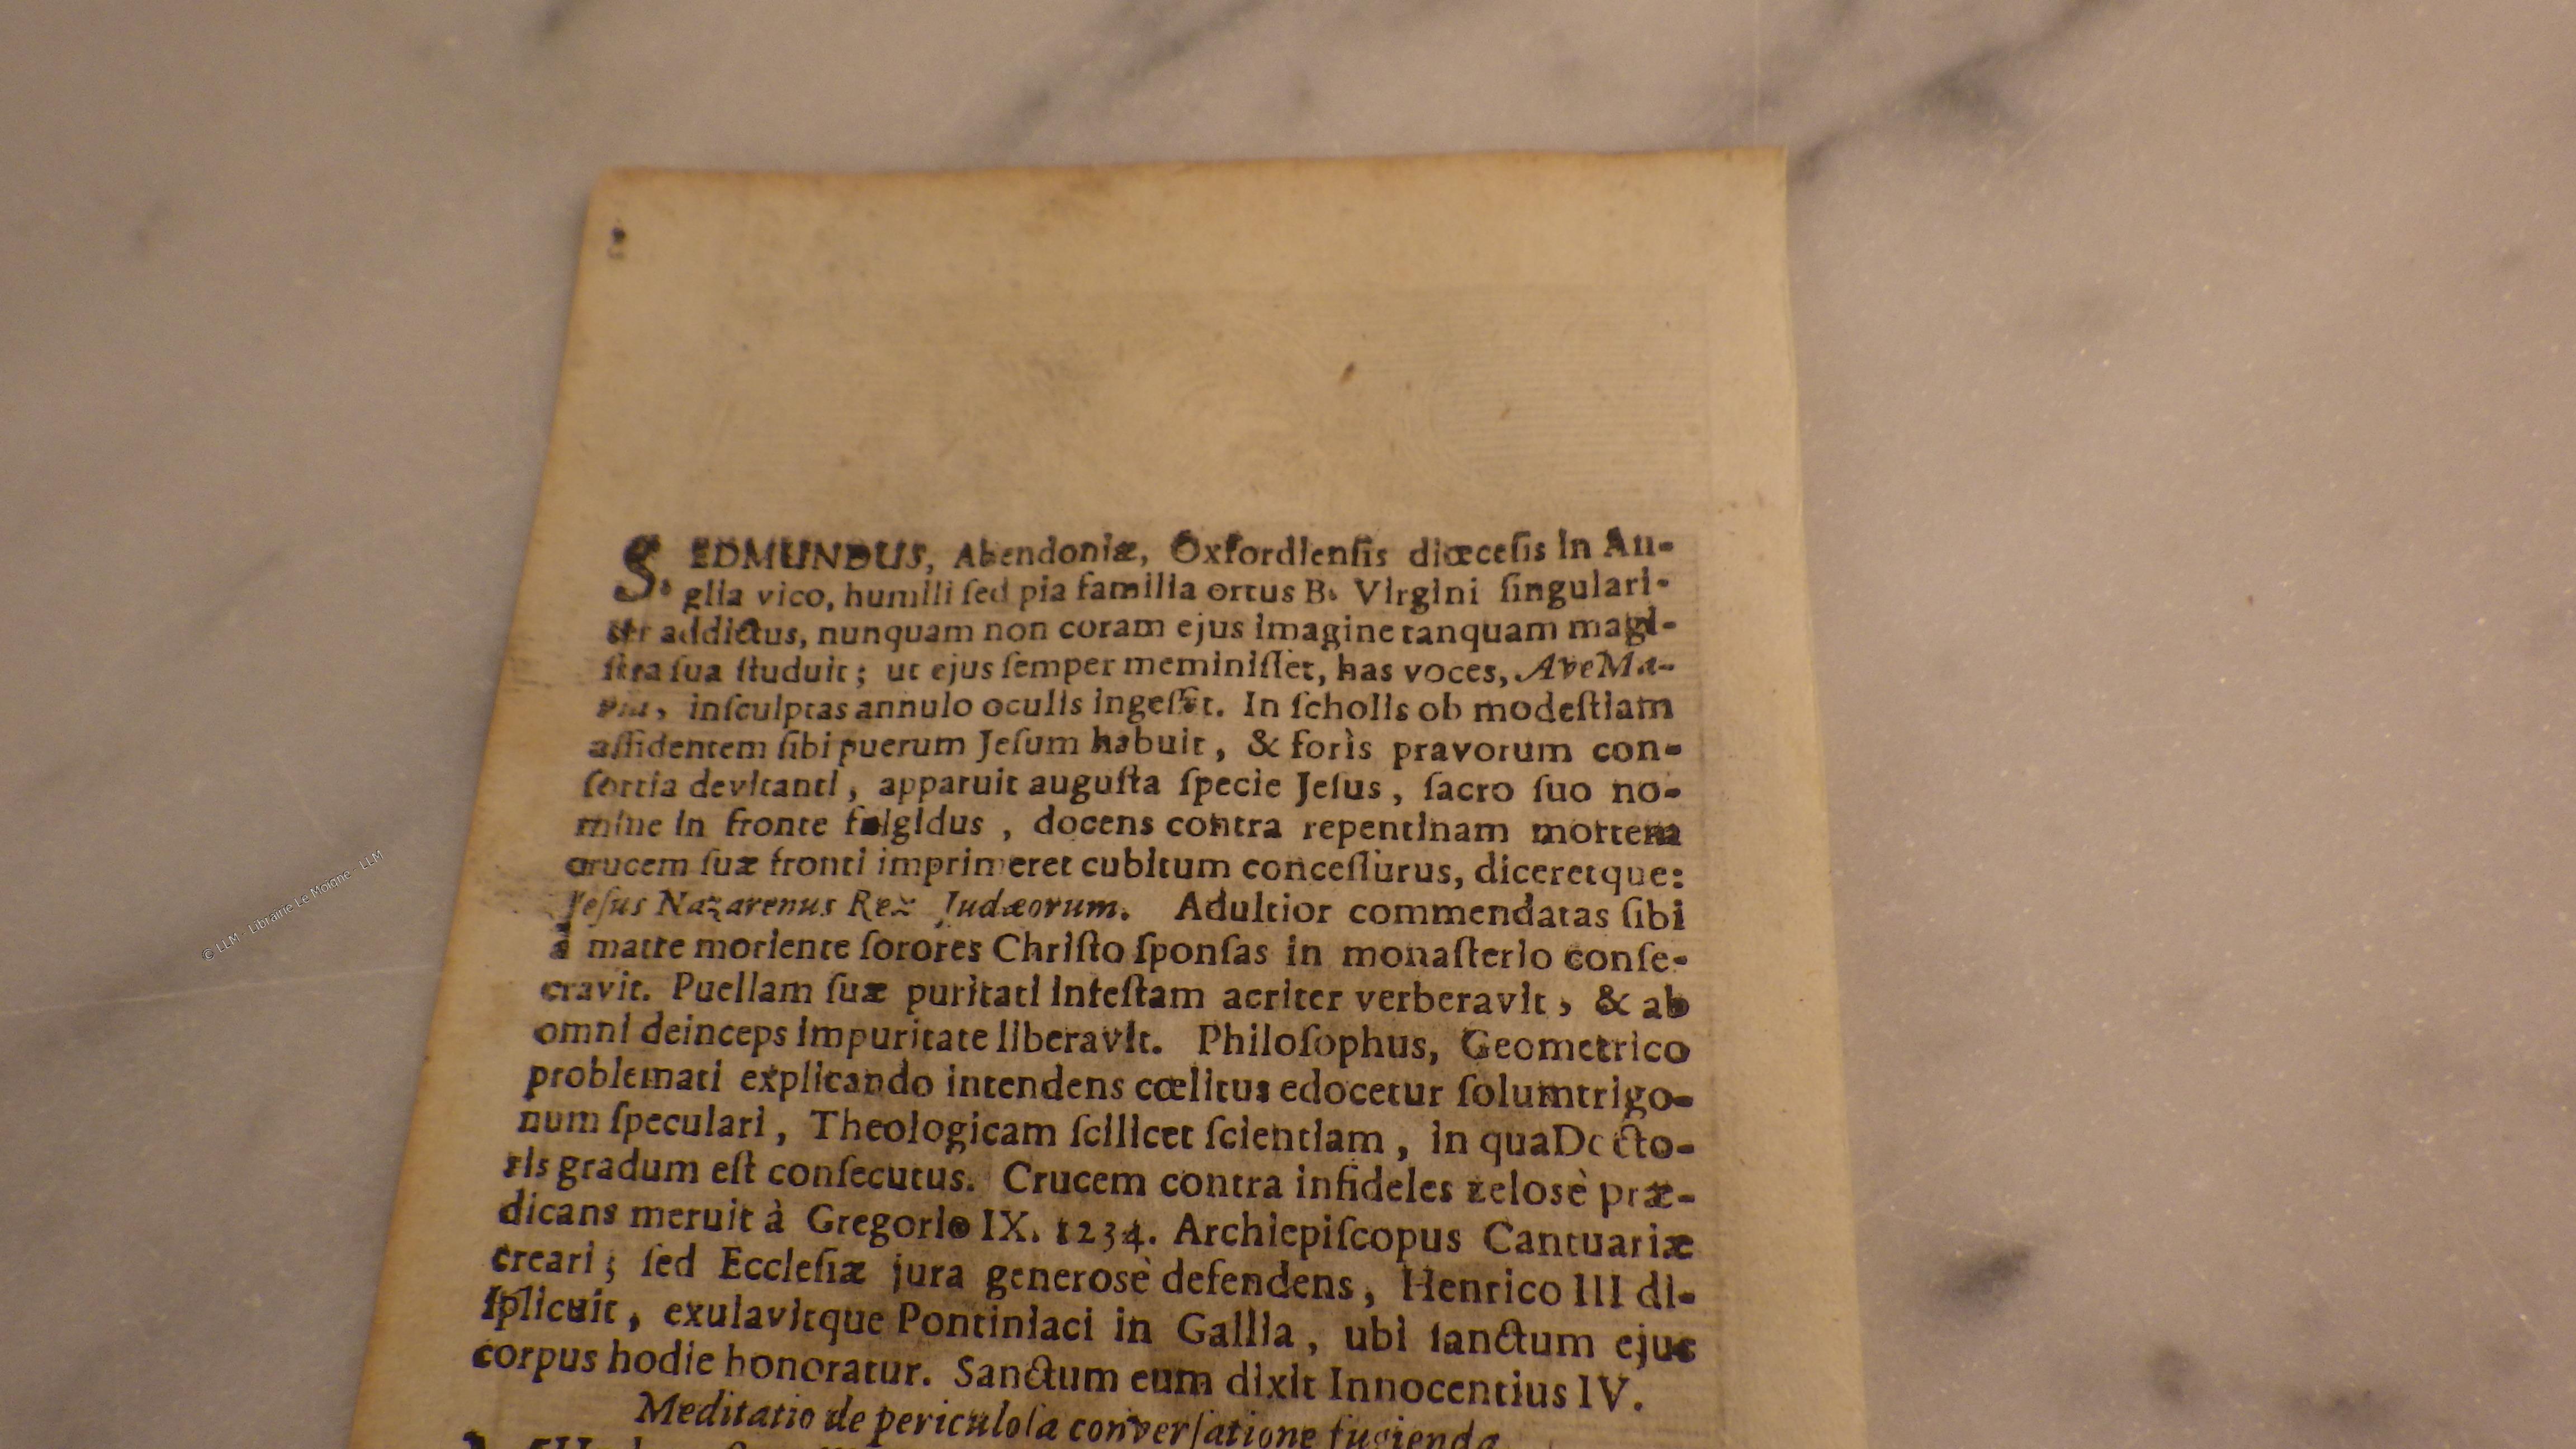 S. EDMUNDUS, Abendoniæ, Oxfordienſis diœceſis in An-
glia vico, humili ſed pia familia ortus B. Virgini ſingulari-
ter addictus, nunquam non coram ejus imagine tanquam magi-
ſtra ſua ſtuduit; ut ejus ſemper meminiſſet, has voces, Ave Ma-
ria, inſculptas annulo oculis ingeſſit. In ſcholis ob modeſtiam
aſſidentem ſibi puerum Jeſum habuit, & forìs pravorum con-
ſortia devitanti, apparuit auguſta ſpecie Jeſus, ſacro ſuo no-
mine in fronte fulgidus, docens contra repentinam mortem
crucem ſuæ fronti imprimeret cubitum conceſſurus, diceretque:
Jeſus Nazarenus Rex Judæorum. Adultior commendatas ſibi
à matre moriente ſorores Chriſto ſponſas in monaſterio conſe-
cravit. Puellam ſuæ puritati infeſtam acriter verberavit, & ab
omni deinceps impuritate liberavit. Philoſophus, Geometrico
problemati explicando intendens cœlitus edocetur ſolum trigo-
num ſpeculari, Theologicam ſcilicet ſcientiam, in qua Docto-
ris gradum eſt conſecutus. Crucem contra infideles zelosè præ-
dicans meruit à Gregorio IX. 1234. Archiepiſcopus Cantuariæ
creari; ſed Eccleſiæ jura generosè defendens, Henrico III di-
ſplicuit, exulavitque Pontiniaci in Gallia, ubi ſanctum ejus
corpus hodie honoratur. Sanctum eum dixit Innocentius IV.
Meditatio de periculoſa converſatione fugienda
© LLM - Librairie Le Moigne - LLM